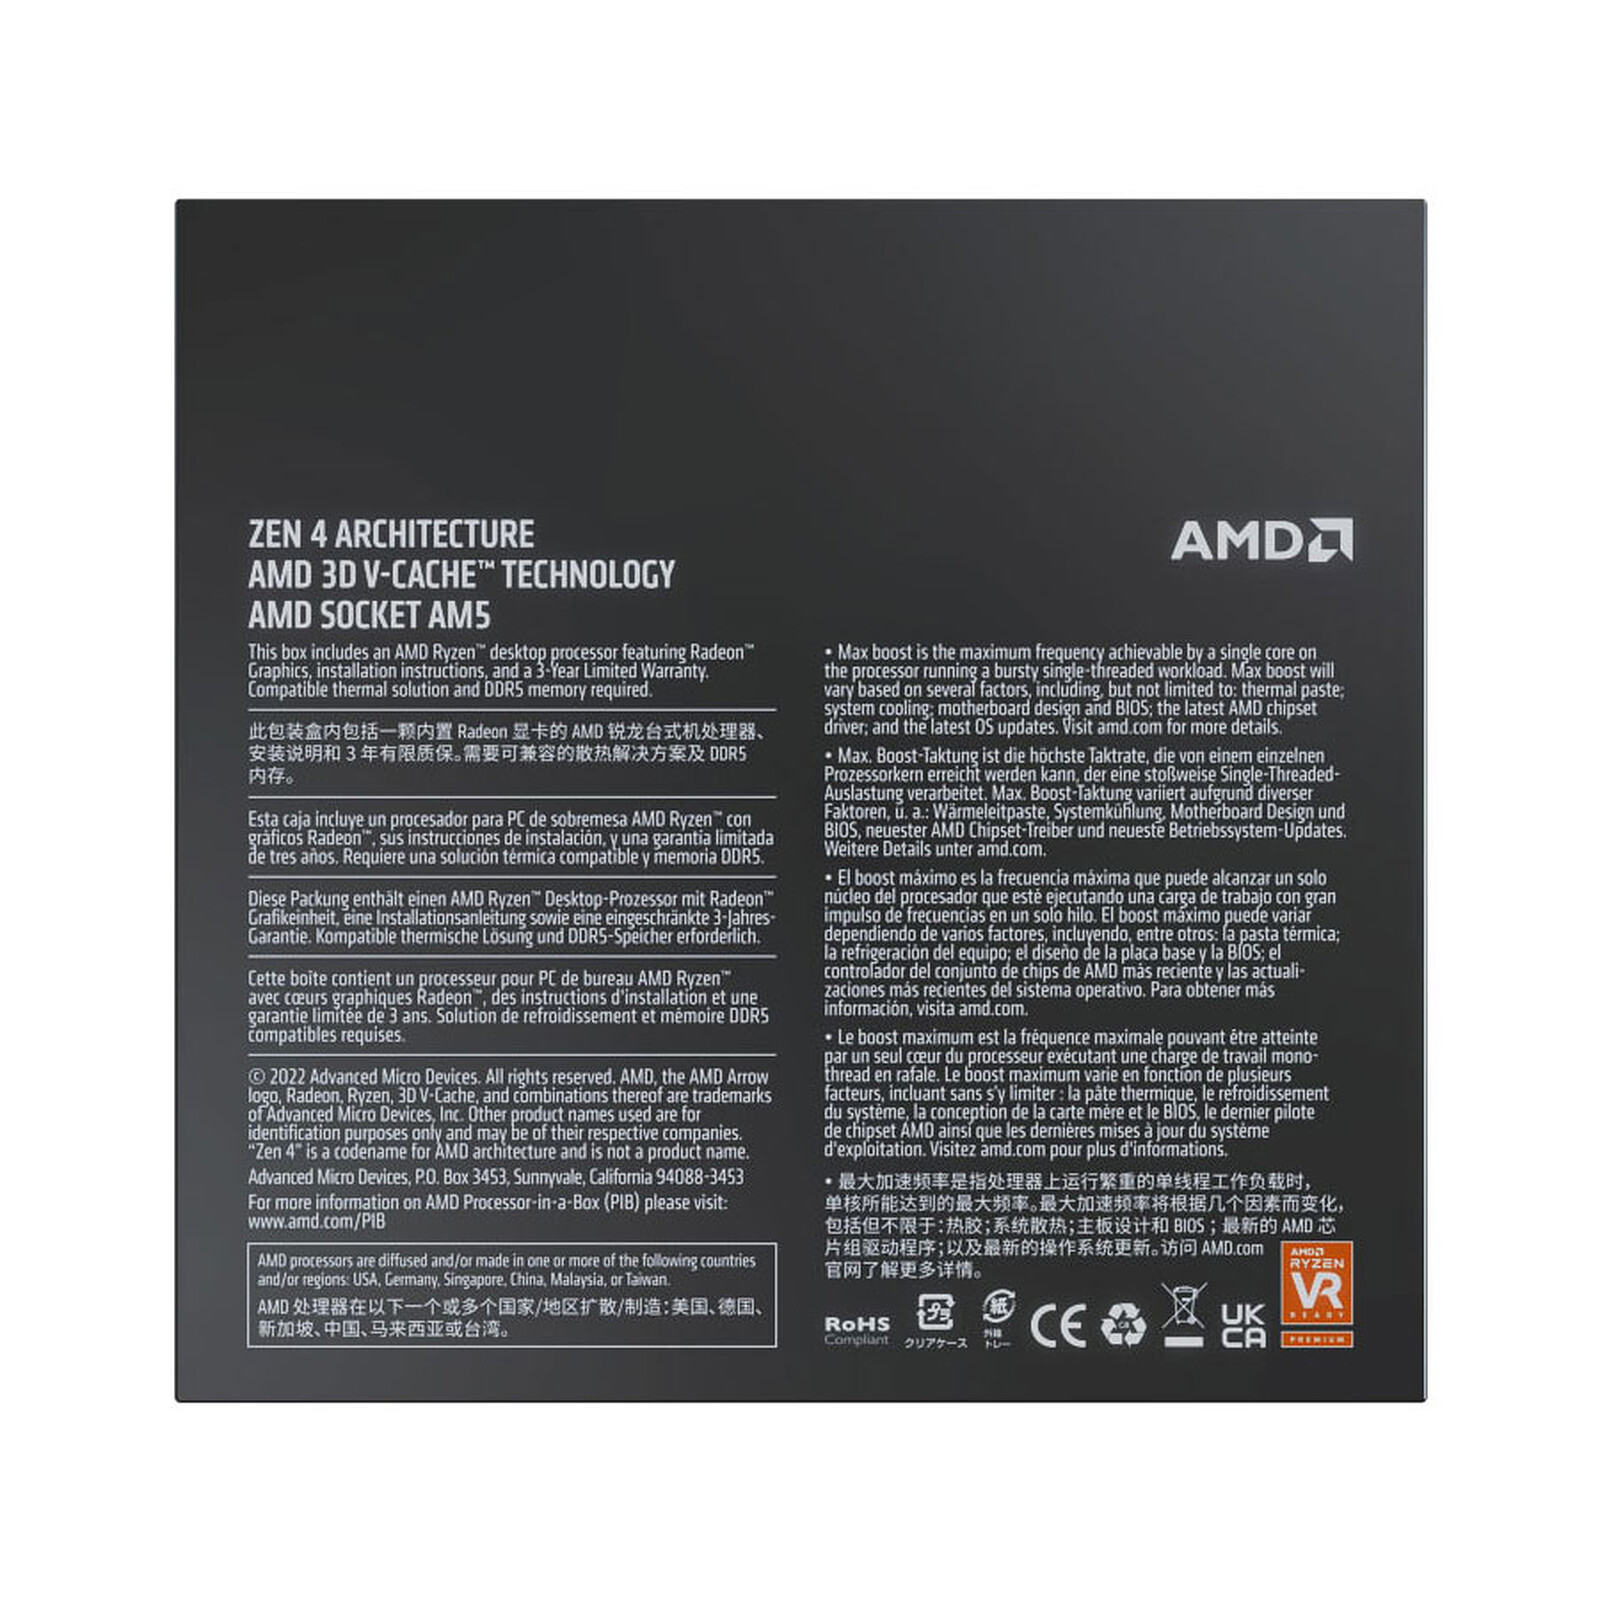 ZEN 4 ARCHITECTURE
AMD 3D V-CACHE™ TECHNOLOGY
AMD SOCKET AM5
This box includes an AMD Ryzen™ desktop processor featuring Radeon™
Graphics, installation instructions, and a 3-Year Limited Warranty.
Compatible thermal solution and DDR5 memory required.
此包装盒内包括一颗内置 Radeon 显卡的 AMD 锐龙台式机处理器、
安装说明和 3 年有限质保。需要可兼容的散热解决方案及 DDR5
内存。
Esta caja incluye un procesador para PC de sobremesa AMD Ryzen™ con
gráficos Radeon™, sus instrucciones de instalación, y una garantía limitada
de tres años. Requiere una solución térmica compatible y memoria DDR5.
Diese Packung enthält einen AMD Ryzen™ Desktop-Prozessor mit Radeon™
Grafikeinheit, eine Installationsanleitung sowie eine eingeschränkte 3-Jahres-
Garantie. Kompatible thermische Lösung und DDR5-Speicher erforderlich.
Cette boîte contient un processeur pour PC de bureau AMD Ryzen™
avec cœurs graphiques Radeon™, des instructions d'installation et une
garantie limitée de 3 ans. Solution de refroidissement et mémoire DDR5
compatibles requises.
© 2022 Advanced Micro Devices. All rights reserved. AMD, the AMD Arrow
logo, Radeon, Ryzen, 3D V-Cache, and combinations thereof are trademarks
of Advanced Micro Devices, Inc. Other product names used are for
identification purposes only and may be of their respective companies.
"Zen 4" is a codename for AMD architecture and is not a product name.
Advanced Micro Devices, P.O. Box 3453, Sunnyvale, California 94088-3453
For more information on AMD Processor-in-a-Box (PIB) please visit:
www.amd.com/PIB
AMD processors are diffused and/or made in one or more of the following countries
and/or regions: USA, Germany, Singapore, China, Malaysia, or Taiwan.
AMD 处理器在以下一个或多个国家/地区扩散/制造：美国、德国、
新加坡、中国、马来西亚或台湾。
AMD
• Max boost is the maximum frequency achievable by a single core on
the processor running a bursty single-threaded workload. Max boost will
vary based on several factors, including, but not limited to: thermal paste;
system cooling; motherboard design and BIOS; the latest AMD chipset
driver; and the latest OS updates. Visit amd.com for more details.
• Max. Boost-Taktung ist die höchste Taktrate, die von einem einzelnen
Prozessorkern erreicht werden kann, der eine stoßweise Single-Threaded-
Auslastung verarbeitet. Max. Boost-Taktung variiert aufgrund diverser
Faktoren, u. a.: Wärmeleitpaste, Systemkühlung, Motherboard Design und
BIOS, neuester AMD Chipset-Treiber und neueste Betriebssystem-Updates.
Weitere Details unter amd.com.
• El boost máximo es la frecuencia máxima que puede alcanzar un solo
núcleo del procesador que esté ejecutando una carga de trabajo con gran
impulso de frecuencias en un solo hilo. El boost máximo puede variar
dependiendo de varios factores, incluyendo, entre otros: la pasta térmica;
la refrigeración del equipo; el diseño de la placa base y la BIOS; el
controlador del conjunto de chips de AMD más reciente y las actuali-
zaciones más recientes del sistema operativo. Para obtener más
información, visita amd.com.
• Le boost maximum est la fréquence maximale pouvant être atteinte
par un seul cœur du processeur exécutant une charge de travail mono-
thread en rafale. Le boost maximum varie en fonction de plusieurs
facteurs, incluant sans s'y limiter : la pâte thermique, le refroidissement
du système, la conception de la carte mère et le BIOS, le dernier pilote
de chipset AMD ainsi que les dernières mises à jour du système
d'exploitation. Visitez amd.com pour plus d'informations.
• 最大加速频率是指处理器上运行繁重的单线程工作负载时，
单核所能达到的最大频率。最大加速频率将根据几个因素而变化，
包括但不限于：热胶；系统散热；主板设计和 BIOS；最新的 AMD 芯
片组驱动程序；以及最新的操作系统更新。访问 AMD.com
官网了解更多详情。
RoHS
Compliant
プラ
クリアケース
紙
外箱
トレー
CE
UK
CA
AMD
RYZEN
VR
READY
PREMIUM